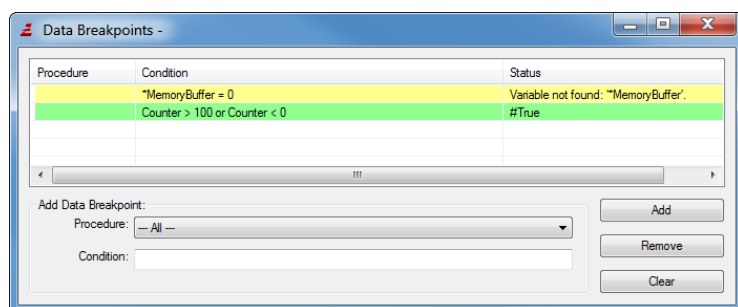 Data Breakpoints -
Procedure Condition Status
*MemoryBuffer = 0 Variable not found: '*MemoryBuffer'.
Counter > 100 or Counter < 0 #True
Add Data Breakpoint:
Procedure: --- All ---
Condition:
Add
Remove
Clear